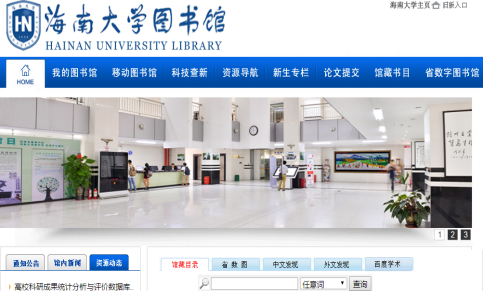 海南大学主页 旧版入口
HN
海南大学图书馆
HAINAN UNIVERSITY LIBRARY
HOME 我的图书馆 移动图书馆 科技查新 资源导航 新生专栏 论文提交 馆藏书目 省数字图书馆
1 2 3
通知公告 馆内新闻 资源动态
馆藏目录 省 数 图 中文发现 外文发现 百度学术
高校科研成果统计分析与评价数据库..
任意词 查询